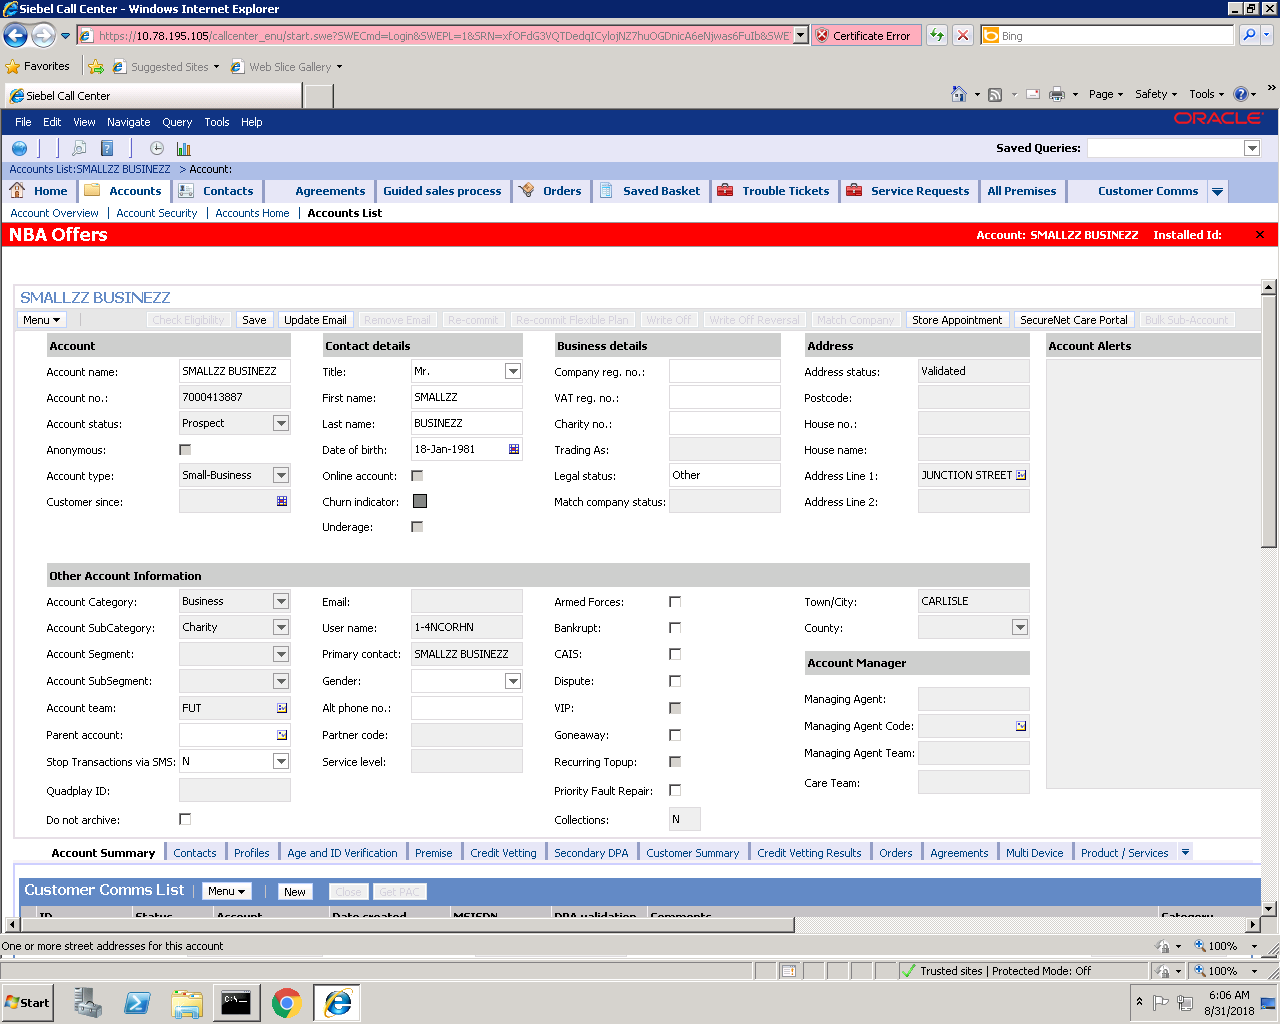 Siebel Call Center - Windows Internet Explorer
https://10.78.195.105/callcenter_enu/start.swe?SWECmd=Login&SWEPL=1&SRN=xfOFdG3VQTDedqICylojNZ7huOGDnicA6eNjwas6FuIb&SWE
Certificate Error
Bing
Favorites
Suggested Sites
Web Slice Gallery
Siebel Call Center
Page
Safety
Tools
File Edit View Navigate Query Tools Help
ORACLE
Saved Queries:
Accounts List:SMALLZZ BUSINEZZ > Account:
Home Accounts Contacts Agreements Guided sales process Orders Saved Basket Trouble Tickets Service Requests All Premises Customer Comms
Account Overview | Account Security | Accounts Home | Accounts List
NBA Offers
Account: SMALLZZ BUSINEZZ Installed Id:
SMALLZZ BUSINEZZ
Menu Check Eligibility Save Update Email Remove Email Re-commit Re-commit Flexible Plan Write Off Write Off Reversal Match Company Store Appointment SecureNet Care Portal Bulk Sub-Account
Account Contact details Business details Address Account Alerts
Account name: SMALLZZ BUSINEZZ Title: Mr. Company reg. no.: Address status: Validated
Account no.: 7000413887 First name: SMALLZZ VAT reg. no.: Postcode:
Account status: Prospect Last name: BUSINEZZ Charity no.: House no.:
Anonymous: Date of birth: 18-Jan-1981 Trading As: House name:
Account type: Small-Business Online account: Legal status: Other Address Line 1: JUNCTION STREET
Customer since: Churn indicator: Match company status: Address Line 2:
Underage:
Other Account Information
Account Category: Business Email: Armed Forces: Town/City: CARLISLE
Account SubCategory: Charity User name: 1-4NCORHN Bankrupt: County:
Account Segment: Primary contact: SMALLZZ BUSINEZZ CAIS: Account Manager
Account SubSegment: Gender: Dispute:
Account team: FUT Alt phone no.: VIP: Managing Agent:
Parent account: Partner code: Goneaway: Managing Agent Code:
Stop Transactions via SMS: N Service level: Recurring Topup: Managing Agent Team:
Quadplay ID: Priority Fault Repair: Care Team:
Do not archive: Collections: N
Account Summary Contacts Profiles Age and ID Verification Premise Credit Vetting Secondary DPA Customer Summary Credit Vetting Results Orders Agreements Multi Device Product / Services
Customer Comms List Menu New Close Get PAC
ID Status Account Date created MSISDN DPA validation Comments Category
One or more street addresses for this account
100%
Trusted sites | Protected Mode: Off
100%
Start
6:06 AM
8/31/2018